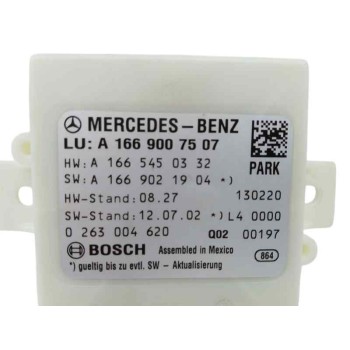 MERCEDES-BENZ
LU: A 166 900 75 07
HW: A 166 545 03 32
SW: A 166 902 19 04 *)
PARK
HW-Stand:08.27 130220
SW-Stand:12.07.02 *) L4 0000
0 263 004 620 Q02 00197
BOSCH Assembled in Mexico
*) gueltig bis zu evtl. SW - Aktualisierung 864